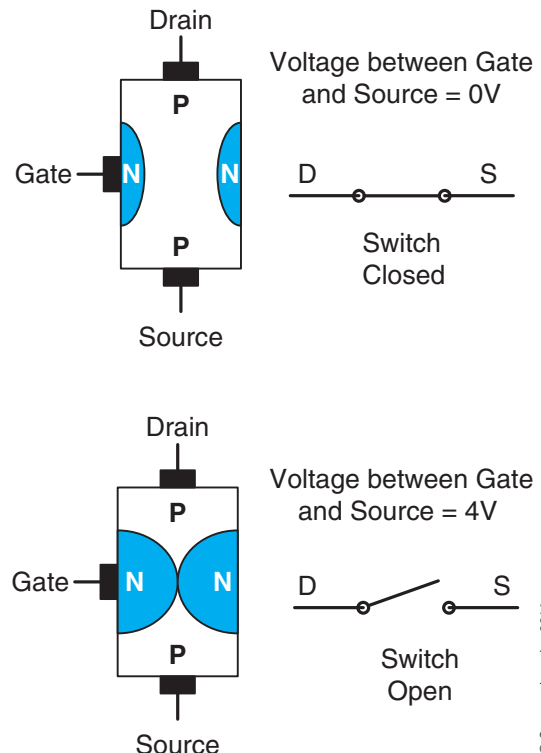 Drain
Voltage between Gate
and Source = 0V
P
Gate
N
N
D
S
P
Switch
Closed
Source
Drain
Voltage between Gate
and Source = 4V
P
Gate
N
N
D
S
P
Switch
Open
Source